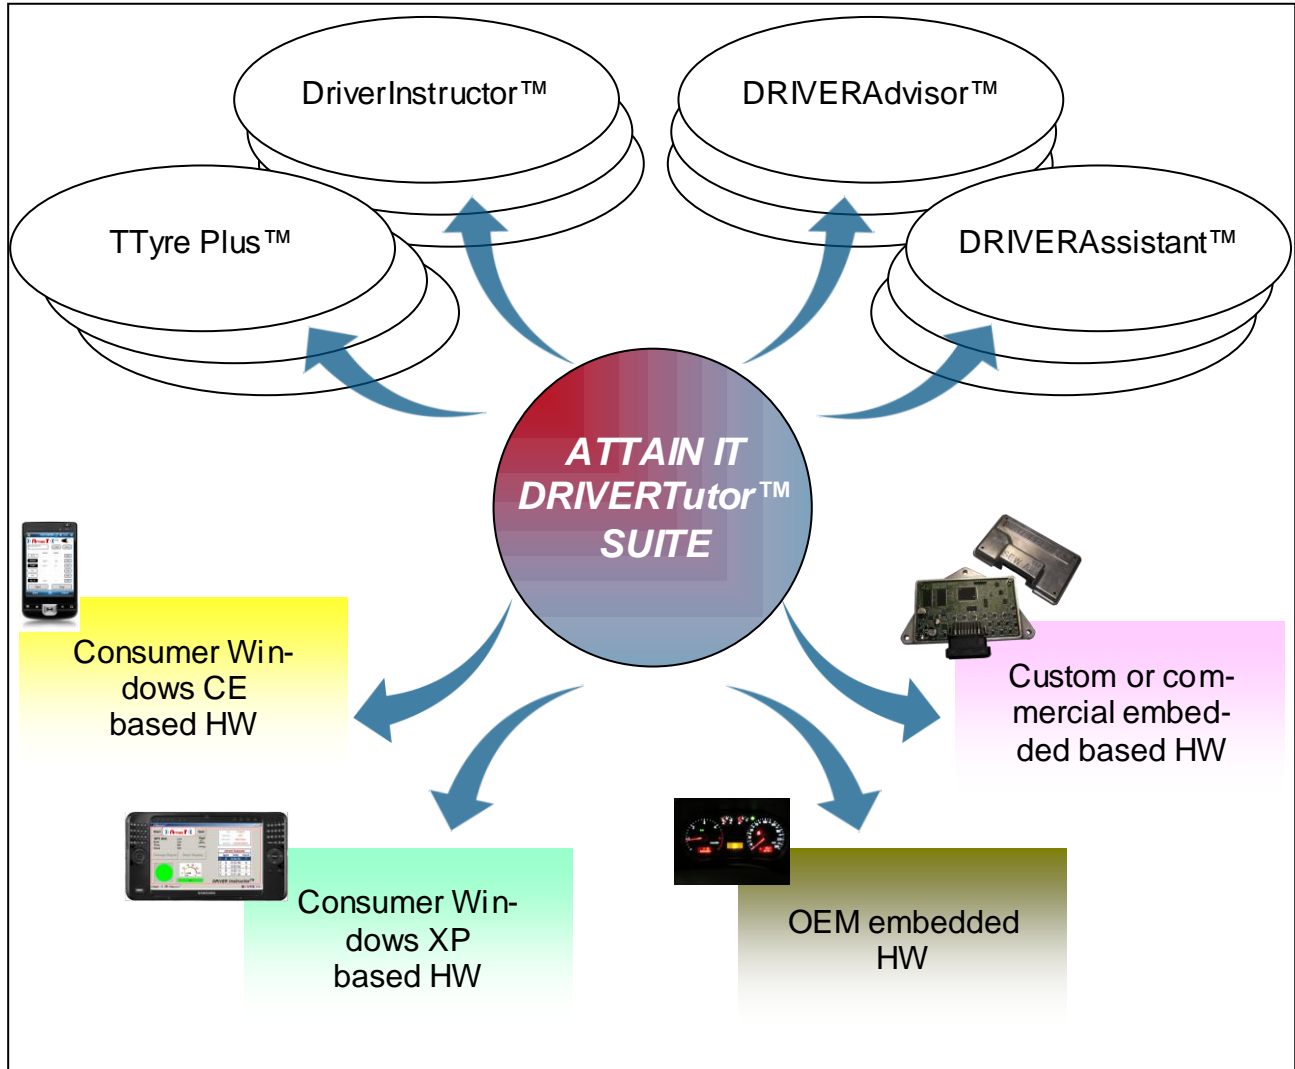 DriverInstructor™
DRIVERAdvisor™
TTyre Plus™
DRIVERAssistant™
ATTAIN IT
DRIVERTutor™
SUITE
Consumer Win-
dows CE
based HW
Custom or com-
mercial embed-
ded based HW
Consumer Win-
dows XP
based HW
OEM embedded
HW